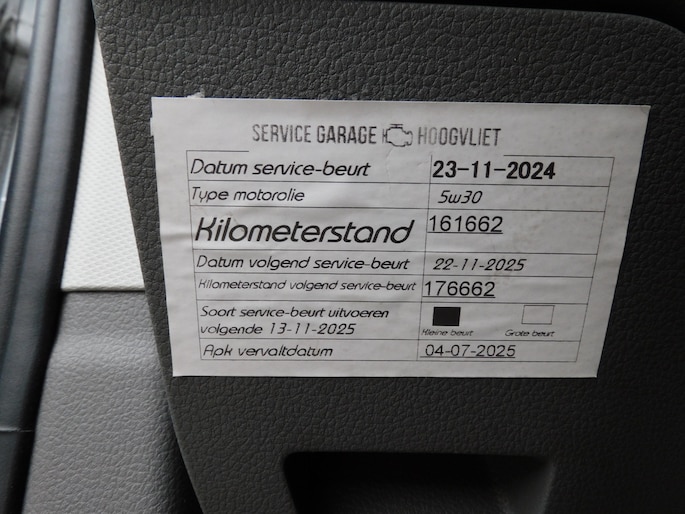 SERVICE GARAGE HOOGVLIET
Datum service-beurt 23-11-2024
Type motorolie 5w30
Kilometerstand 161662
Datum volgend service-beurt 22-11-2025
Kilometerstand volgend service-beurt 176662
Soort service-beurt uitvoeren
volgende 13-11-2025
Kleine beurt Grote beurt
Apk vervaldatum 04-07-2025